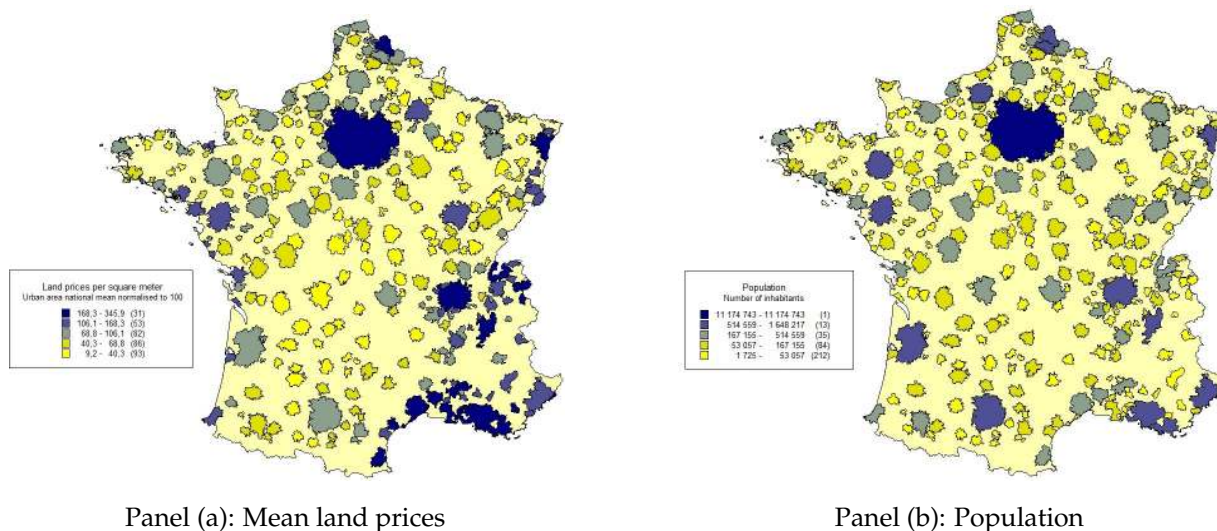 Land prices per square meter
Urban area national mean normalised to 100
168,3 - 345,9 (31)
106,1 - 168,3 (53)
68,8 - 106,1 (82)
40,3 - 68,8 (86)
9,2 - 40,3 (93)
Population
Number of inhabitants
11 174 743 - 11 174 743 (1)
514 559 - 1 648 217 (13)
167 155 - 514 559 (35)
53 057 - 167 155 (84)
1 725 - 53 057 (212)
Panel (a): Mean land prices
Panel (b): Population